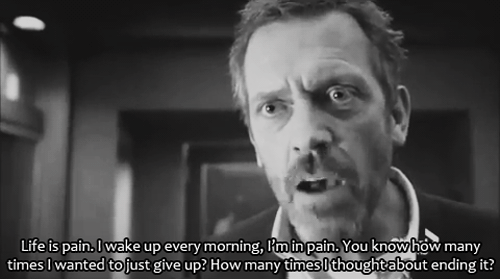 Life is pain. I wake up every morning, I'm in pain. You know how many
times I wanted to just give up? How many times I thought about ending it?